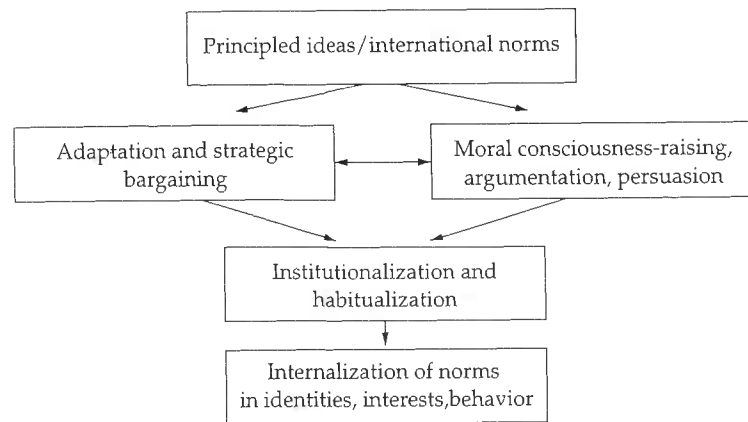 Principled ideas/international norms
Adaptation and strategic
bargaining
Moral consciousness-raising,
argumentation, persuasion
Institutionalization and
habitualization
Internalization of norms
in identities, interests,behavior